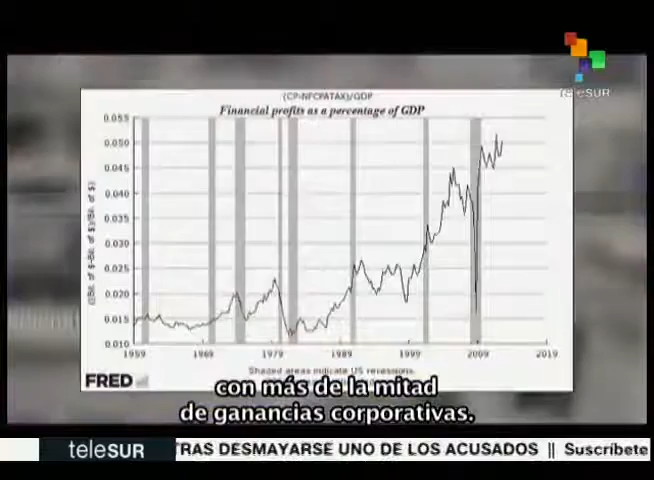 teleSUR
(CP-NFCPATAX)/GDP
Financial profits as a percentage of GDP
0.055
0.050
0.045
0.040
0.035
0.030
0.025
0.020
0.015
0.010
1959
1969
1979
1989
1999
2009
2019
Shaded areas indicate US recessions
FRED
con más de la mitad
de ganancias corporativas.
teleSUR TRAS DESMAYARSE UNO DE LOS ACUSADOS || Suscríbete